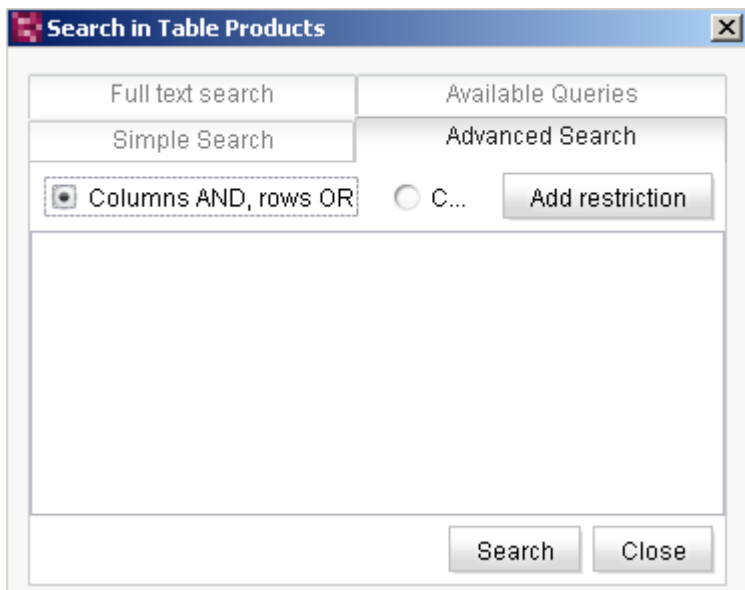 Search in Table Products
Full text search
Available Queries
Simple Search
Advanced Search
Columns AND, rows OR
C...
Add restriction
Search
Close